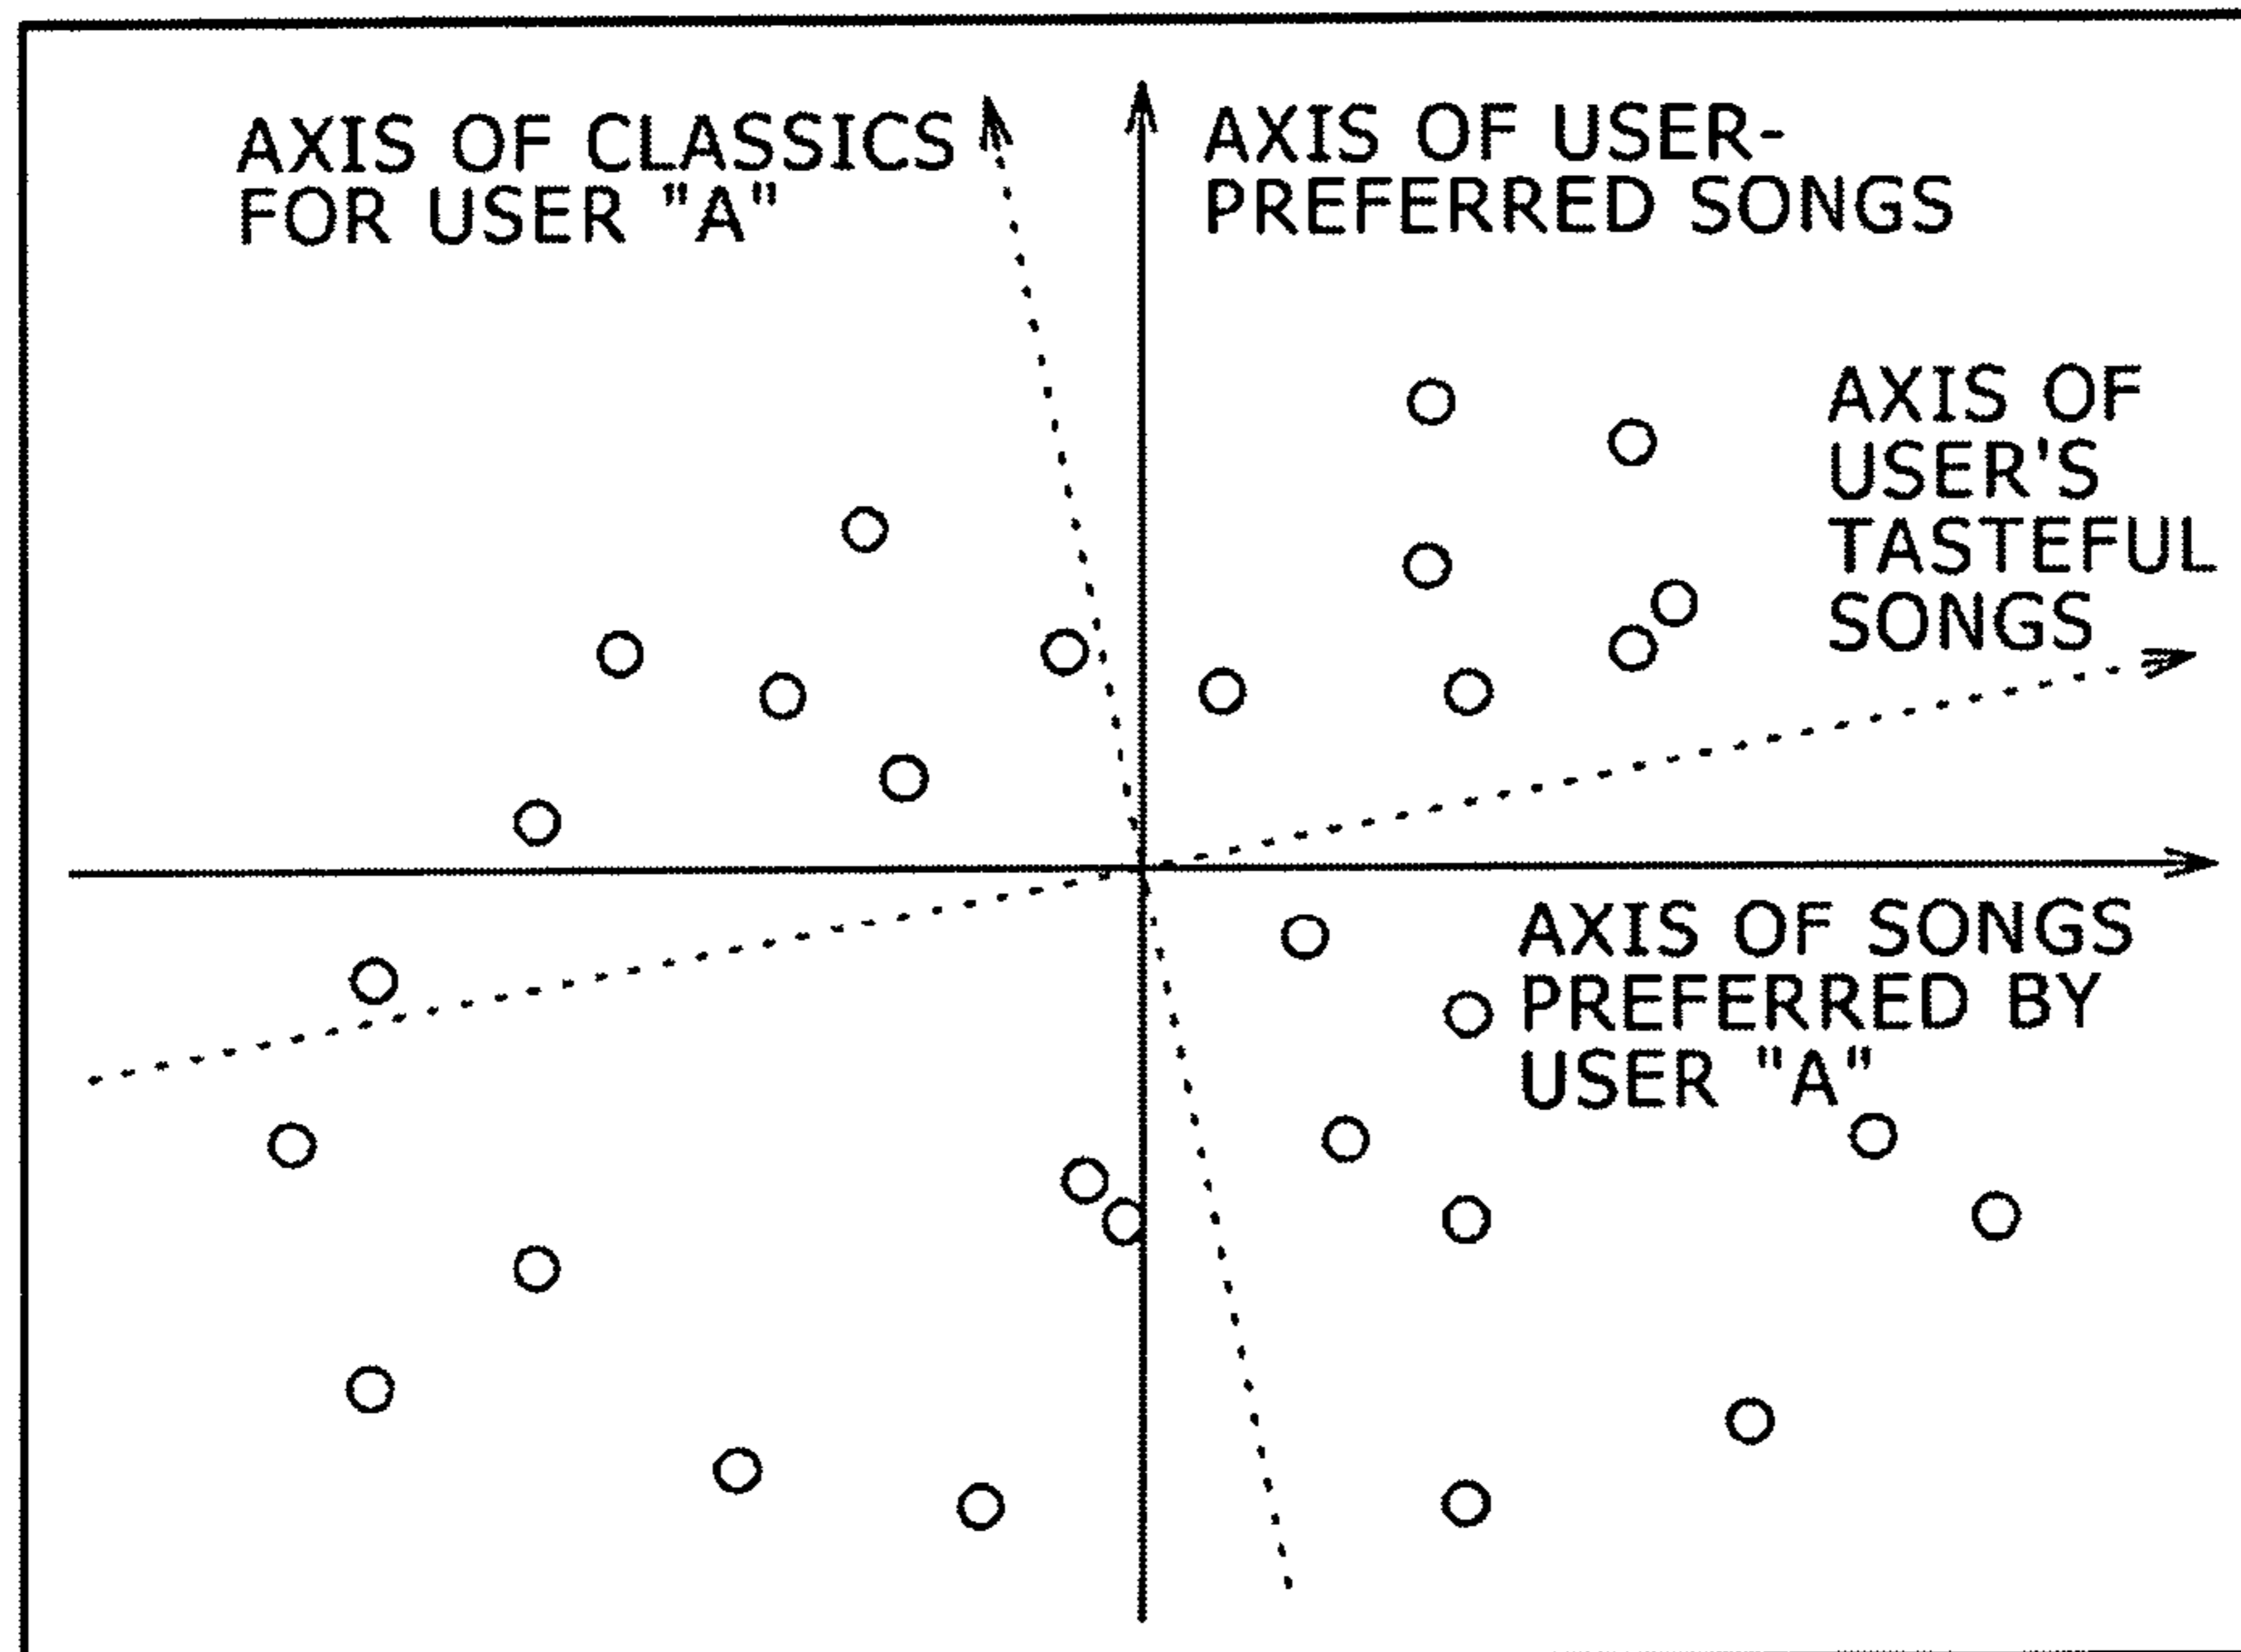 AXIS OF CLASSICS
FOR USER "A"
AXIS OF USER-
PREFERRED SONGS
AXIS OF
USER'S
TASTEFUL
SONGS
AXIS OF SONGS
PREFERRED BY
USER "A"